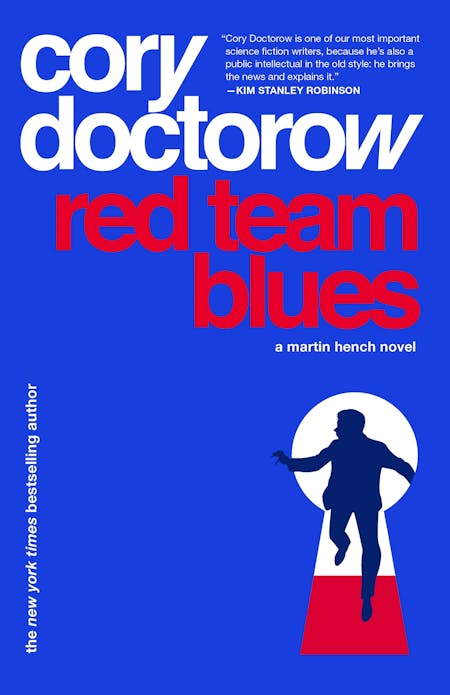 cory
doctorow
“Cory Doctorow is one of our most important
science fiction writers, because he’s also a
public intellectual in the old style: he brings
the news and explains it.”
—KIM STANLEY ROBINSON
red team
blues
a martin hench novel
the new york times bestselling author